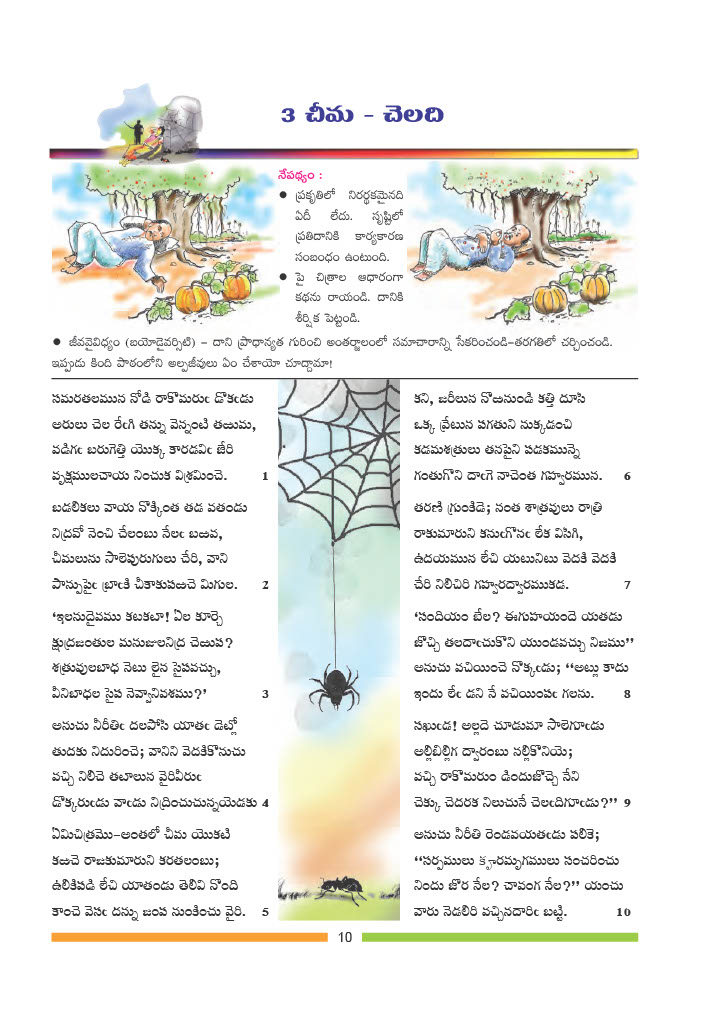 3 చీమ - చెలది
నేపథ్యం :
● ప్రకృతిలో నిరర్థకమైనది
ఏదీ లేదు. సృష్టిలో
ప్రతిదానికి కార్యకారణ
సంబంధం ఉంటుంది.
● పై చిత్రాల ఆధారంగా
కథను రాయండి. దానికి
శీర్షిక పెట్టండి.
● జీవవైవిధ్యం (బయోడైవర్సిటి) - దాని ప్రాధాన్యత గురించి అంతర్జాలంలో సమాచారాన్ని సేకరించండి-తరగతిలో చర్చించండి.
ఇప్పుడు కింది పాఠంలోని అల్పజీవులు ఏం చేశాయో చూద్దామా!
సమరతలమున నోడి రాకొమరుఁ డొకఁడు
అరులు చెల రేఁగి తన్ను వెన్నంటి తఱుమ,
వడిగఁ బరుగెత్తి యొక్క కారడవిఁ జేరి
వృక్షములచాయ నించుక విశ్రమించె. 1
బడలికలు వాయ నొక్కింత తడ వతండు
నిద్రవో నెంచి చేలంబు నేలఁ బఱవ,
చీమలును సాలెపురుగులు చేరి, వాని
పాన్పుపైఁ బ్రాఁకి చీకాకుపఱచె మిగుల. 2
'ఇలనుదైవము కటకటా! ఏల కూర్చె
క్షుద్రజంతుల మనుజులనిద్ర చెఱుప?
శత్రువులబాధ నెటు లైన సైపవచ్చు,
వీనిబాధల సైప నెవ్వానివశము?' 3
అనుచు నీరీతిఁ దలపోసి యాతఁ డెట్లో
తుదకు నిదురించె; వానిని వెదకికొనుచు
వచ్చి నిలిచె తటాలున వైరివీరుఁ
డొక్కరుఁడు వాఁడు నిద్రించుచున్నయెడకు 4
ఏమిచిత్రమొ-అంతలో చీమ యొకటి
కఱచె రాజకుమారుని కరతలంబు;
ఉలికిపడి లేచి యాతండు తెలివి నొంది
కాంచె వెసఁ దన్ను జంప నుంకించు వైరి. 5
కని, ఒరీలున నొఱనుండి కత్తి దూసి
ఒక్క వ్రేటున పగతుని నుక్కడంచి
కడమశత్రులు తనపైని పడకమున్నె
గంతుగొని దాఁగె నాచెంత గహ్వరమున. 6
తరణి గ్రుంకిడె; నంత శాత్రవులు రాత్రి
రాకుమారుని కనుఁగొనఁ లేక విసిగి,
ఉదయమున లేచి యటునిటు వెదకి వెదకి
చేరి నిలిచిరి గహ్వరద్వారముకడ. 7
'సందియం బేల? ఈగుహయందె యతడు
జొచ్చి తలదాఁచుకొని యుండవచ్చు నిజము''
అనుచు వచియించె నొక్కఁడు; “అట్లు కాదు
ఇందు లేఁ డని నే వచియింపఁ గలను. 8
సఖుఁడ! అల్లదె చూడుమా సాలెగూఁడు
అల్లిబిల్లిగ ద్వారంబు నల్లికొనియె;
వచ్చి రాకొమరుం డిందుజొచ్చె నేని
చెక్కు చెదరక నిలుచునే చెలఁదిగూఁడు?'' 9
అనుచు నీరీతి రెండవయతఁడు పలికె;
“సర్పములు క్రూరమృగములు సంచరించు
నిందు జొర నేల? చావంగ నేల?'' యంచు
వారు నెడలిరి వచ్చినదారిఁ బట్టి. 10
10